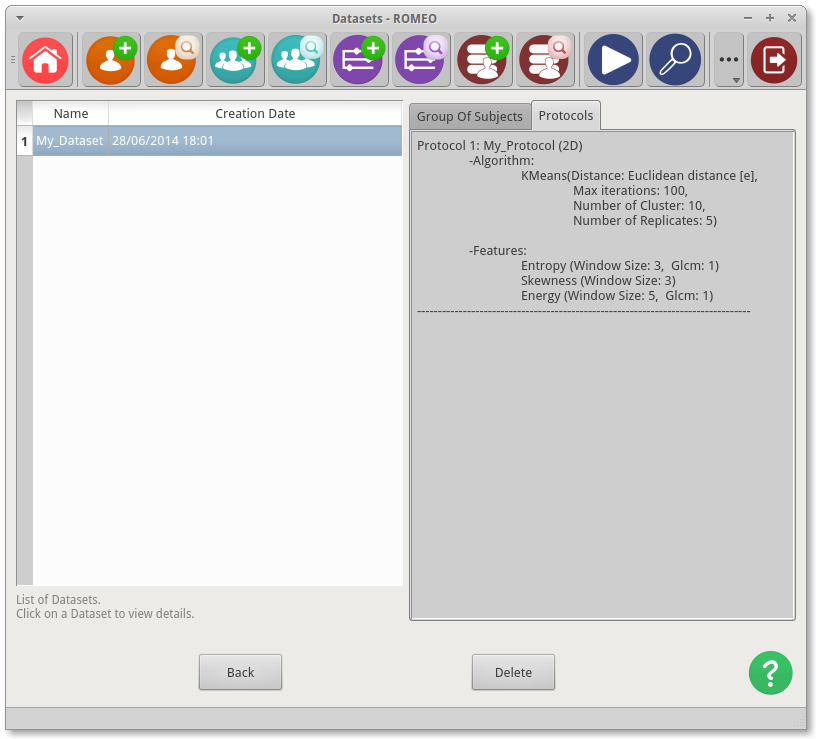 Datasets - ROMEO
Name Creation Date
1 My_Dataset 28/06/2014 18:01
List of Datasets.
Click on a Dataset to view details.
Group Of Subjects Protocols
Protocol 1: My_Protocol (2D)
-Algorithm:
KMeans(Distance: Euclidean distance [e],
Max iterations: 100,
Number of Cluster: 10,
Number of Replicates: 5)
-Features:
Entropy (Window Size: 3,  Glcm: 1)
Skewness (Window Size: 3)
Energy (Window Size: 5,  Glcm: 1)
--------------------------------------------------------------------------------
Back Delete ?